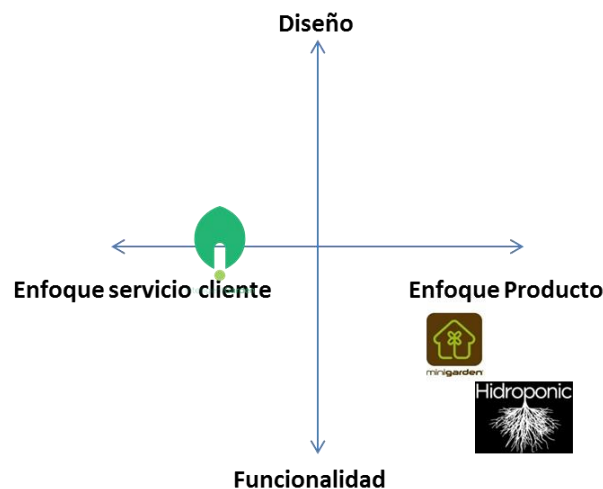 Diseño
Enfoque servicio cliente
Enfoque Producto
minigarden
Hidroponic
Funcionalidad